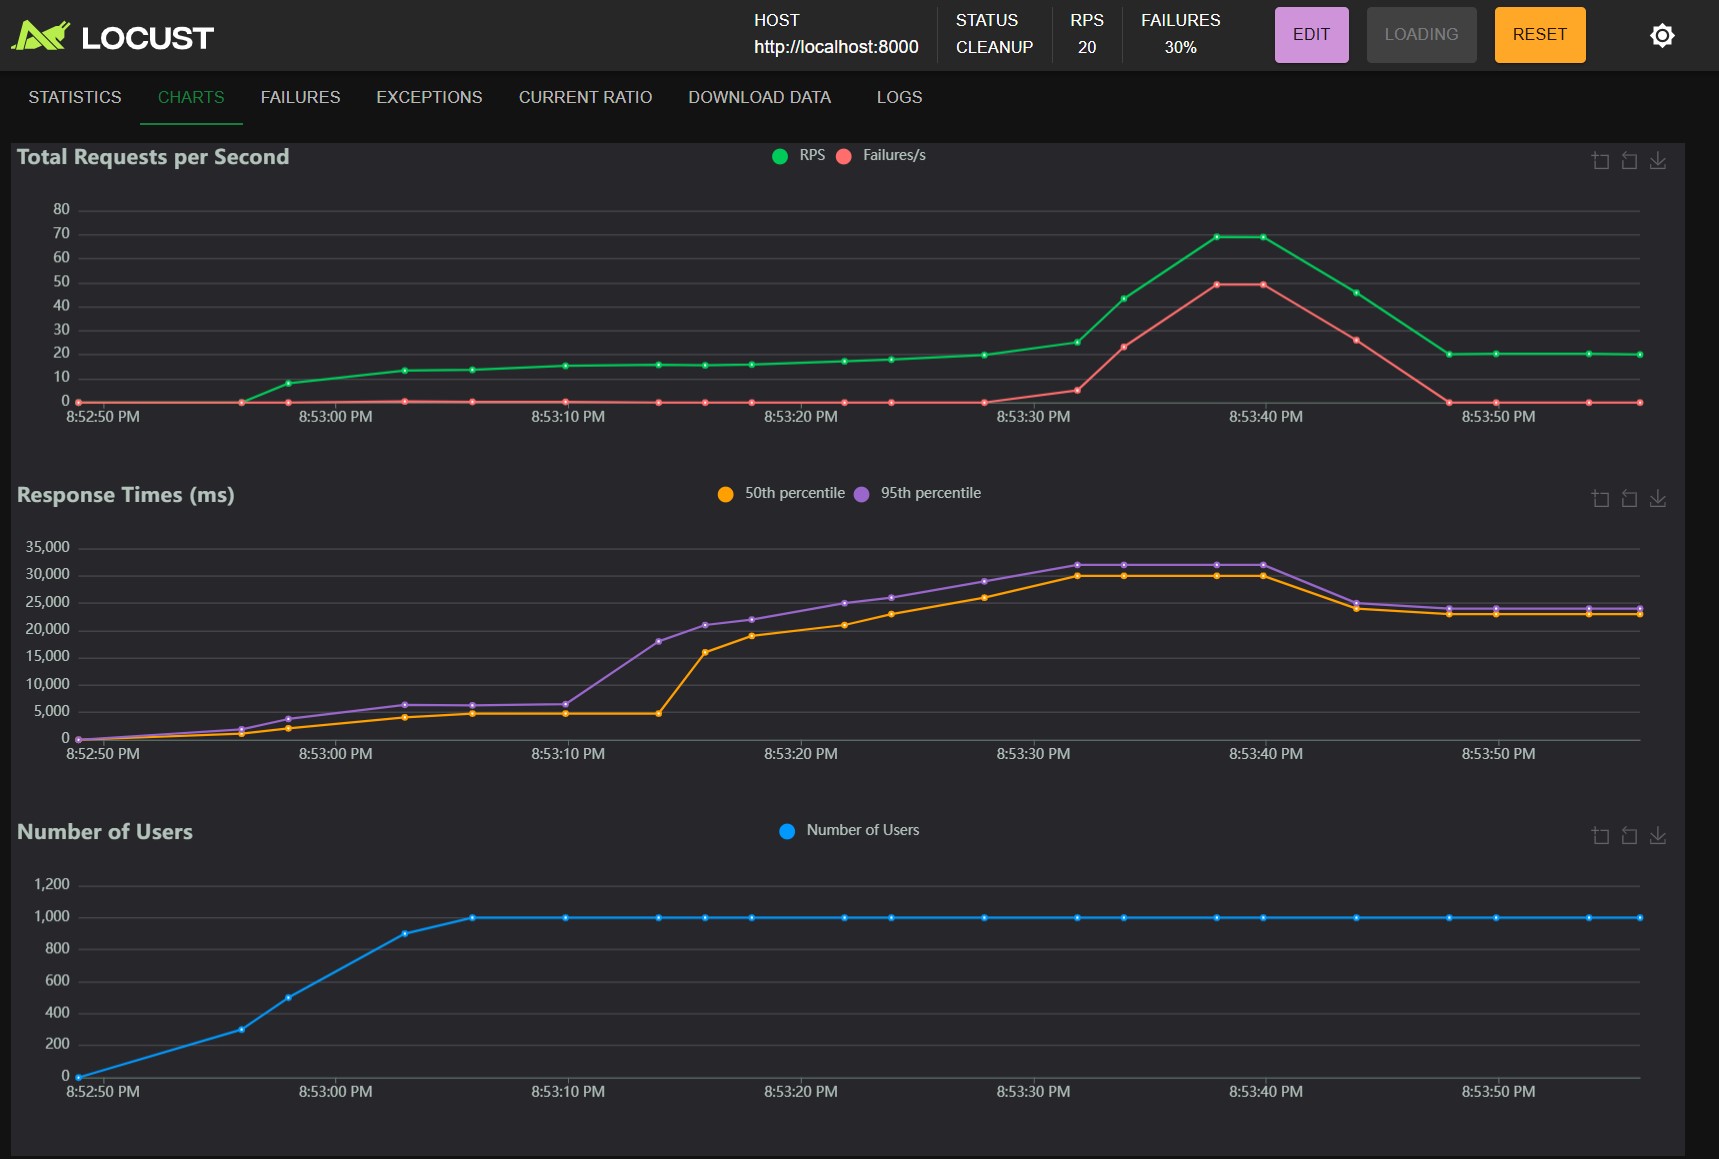 LOCUST
HOST
http://localhost:8000
STATUS
CLEANUP
RPS
20
FAILURES
30%
EDIT
LOADING
RESET
STATISTICS CHARTS FAILURES EXCEPTIONS CURRENT RATIO DOWNLOAD DATA LOGS
Total Requests per Second
RPS Failures/s
80
70
60
50
40
30
20
10
0
8:52:50 PM 8:53:00 PM 8:53:10 PM 8:53:20 PM 8:53:30 PM 8:53:40 PM 8:53:50 PM
Response Times (ms)
50th percentile 95th percentile
35,000
30,000
25,000
20,000
15,000
10,000
5,000
0
8:52:50 PM 8:53:00 PM 8:53:10 PM 8:53:20 PM 8:53:30 PM 8:53:40 PM 8:53:50 PM
Number of Users
Number of Users
1,200
1,000
800
600
400
200
0
8:52:50 PM 8:53:00 PM 8:53:10 PM 8:53:20 PM 8:53:30 PM 8:53:40 PM 8:53:50 PM